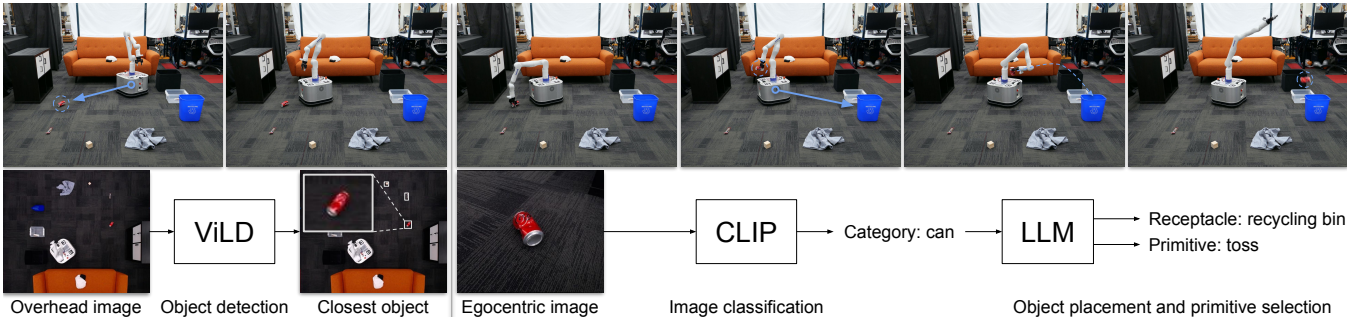 ViLD
CLIP
Category: can
LLM
Receptacle: recycling bin
Primitive: toss
Overhead image
Object detection
Closest object
Egocentric image
Image classification
Object placement and primitive selection